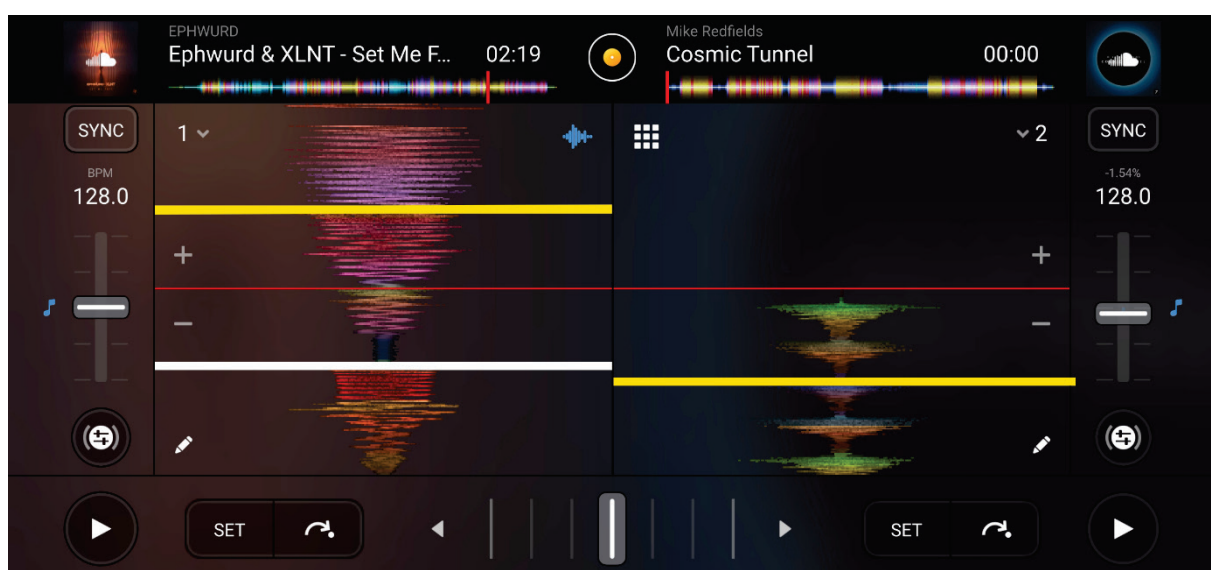 EPHWURD
Ephwurd & XLNT - Set Me F... 02:19
Mike Redfields
Cosmic Tunnel 00:00
SYNC
1
2
SYNC
BPM
128.0
-1.54%
128.0
SET
SET